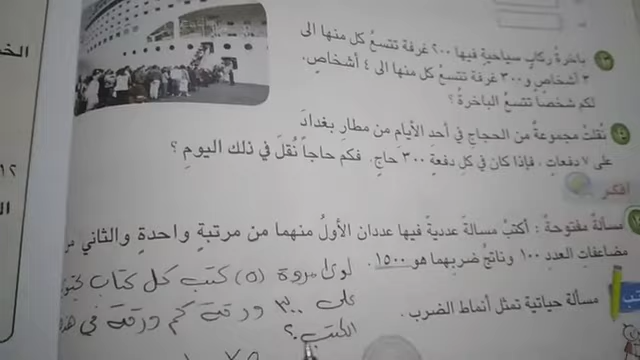 باخرة ركاب سياحية فيها ٢٠٠ غرفة تتسع كل منها الى
٣ أشخاص و ٣٠٠ غرفة تتسع كل منها الى ٤ أشخاص.
لكم شخصاً تتسع الباخرة؟
نُقلت مجموعة من الحجاج في أحد الأيام من مطار بغداد
على ٧ دفعات. فإذا كان في كل دفعة ٣٠٠ حاج. فكم حاجاً نُقل في ذلك اليوم؟
افكر
مسألة مفتوحة: أكتب مسألة عددية فيها عددان الأول منهما من مرتبة واحدة والثاني من
مضاعفات العدد ١٠٠ وناتج ضربهما هو ١٥٠٠.
لدى مروة (٥) كتب كل كتاب
على ٣٠٠ ورقة كم ورقة في هذه
الكتب؟
مسألة حياتية تمثل أنماط الضرب.